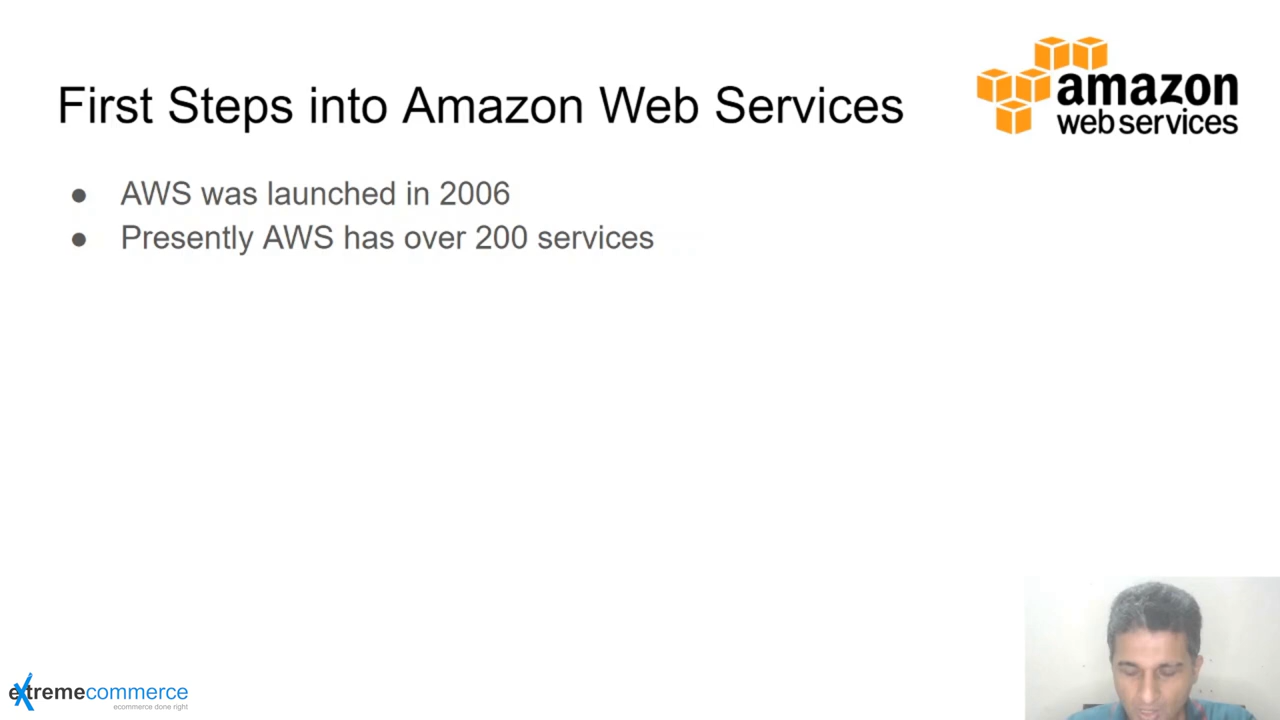 First Steps into Amazon Web Services
amazon
web services
● AWS was launched in 2006
● Presently AWS has over 200 services
extremecommerce
ecommerce done right